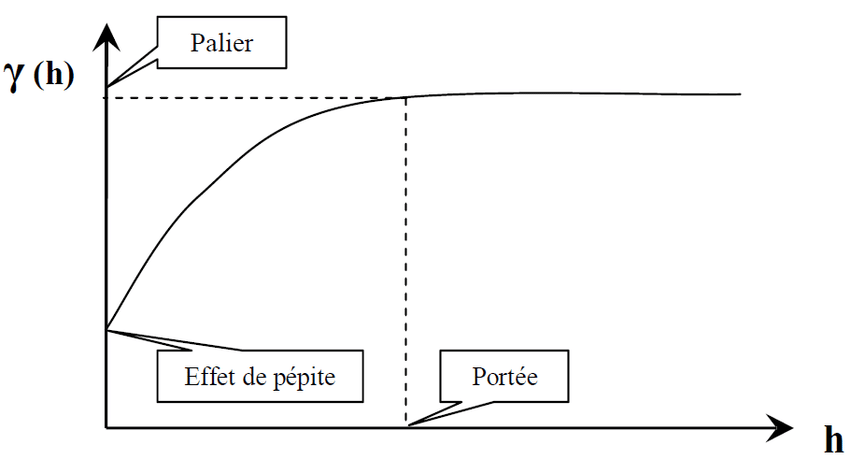 Palier
γ (h)
Effet de pépite
Portée
h